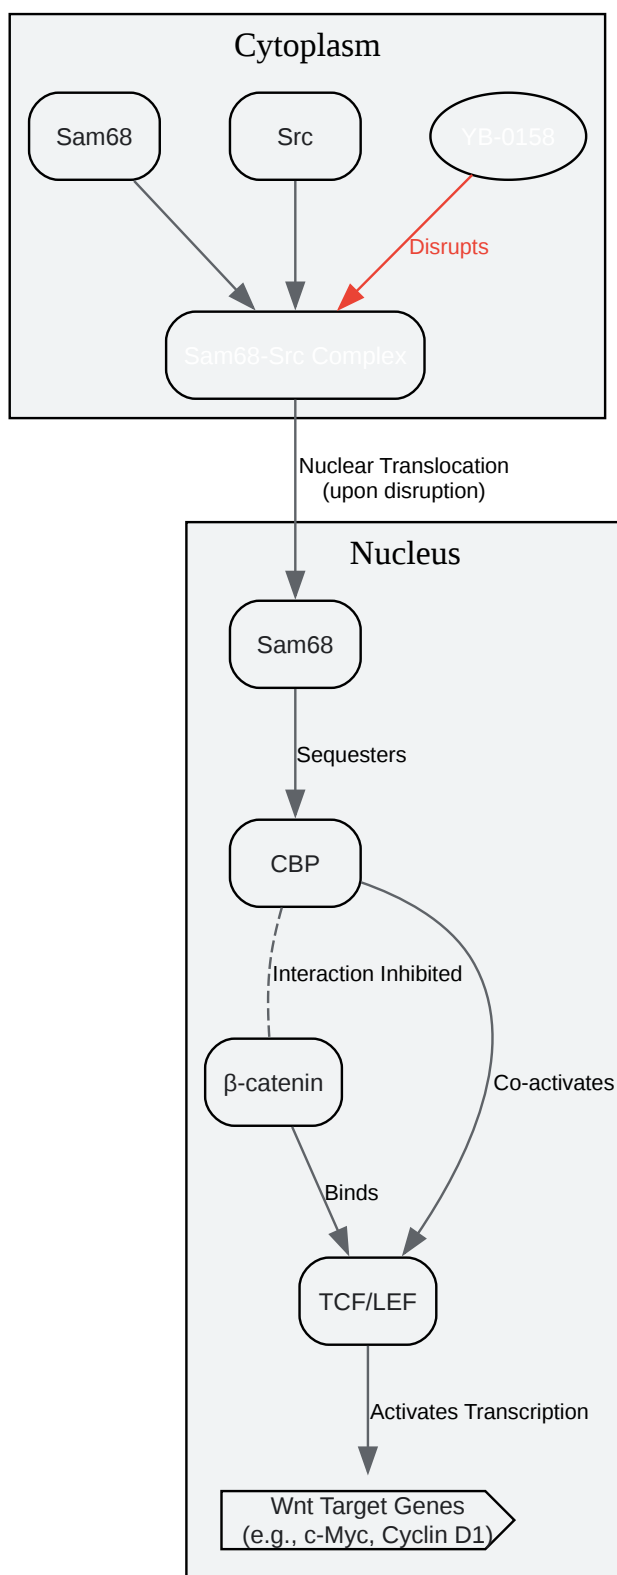 Cytoplasm
Sam68
Src
YB-0158
Disrupts
Sam68-Src Complex
Nuclear Translocation
(upon disruption)
Nucleus
Sam68
Sequesters
CBP
Interaction Inhibited
β-catenin
Co-activates
Binds
TCF/LEF
Activates Transcription
Wnt Target Genes
(e.g., c-Myc, Cyclin D1)